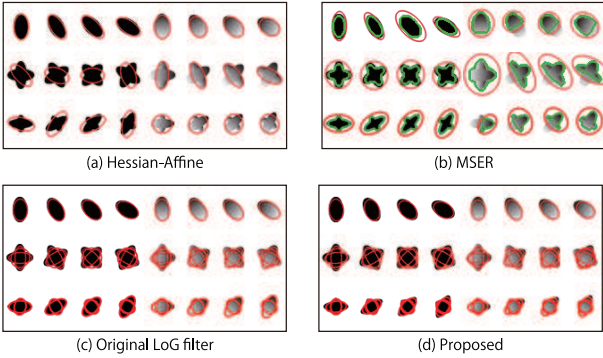 (a) Hessian-Affine
(b) MSER
(c) Original LoG filter
(d) Proposed